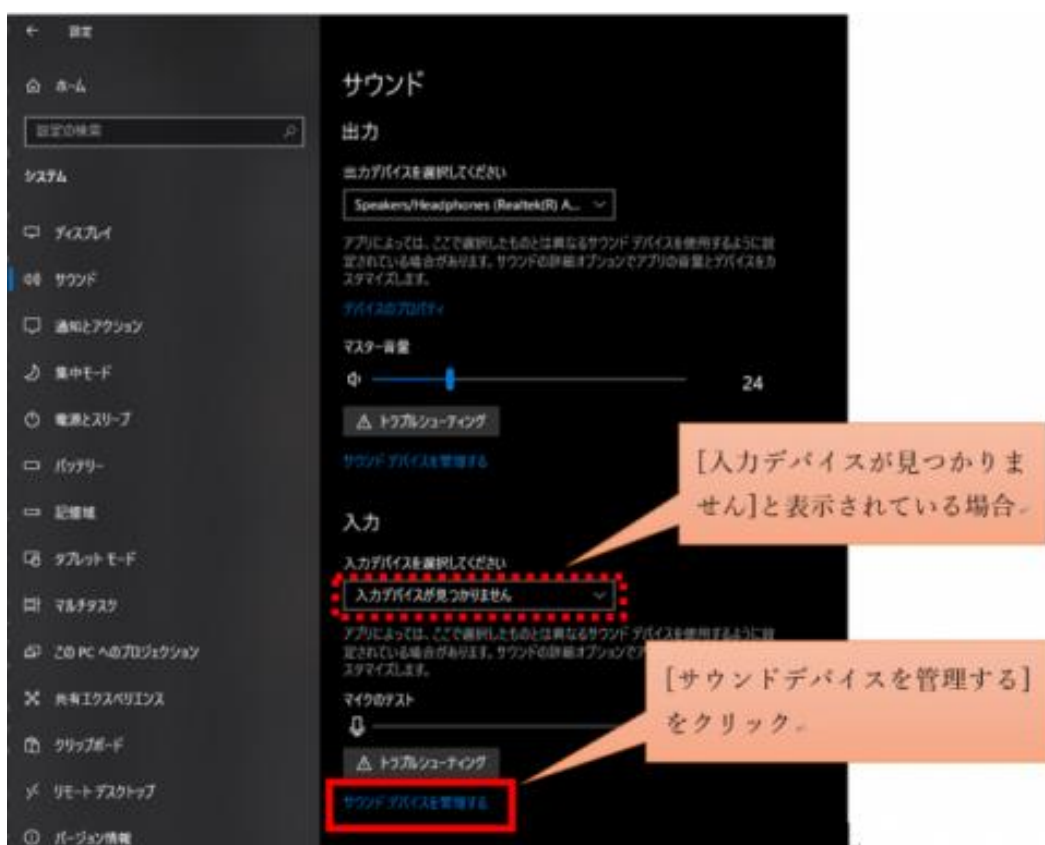 設定
ホーム
設定の検索
システム
ディスプレイ
サウンド
通知とアクション
集中モード
電源とスリープ
バッテリー
記憶域
タブレット モード
マルチタスク
この PC へのプロジェクション
共有エクスペリエンス
クリップボード
リモート デスクトップ
バージョン情報
サウンド
出力
出力デバイスを選択してください
Speakers/Headphones (Realtek(R) A...
アプリによっては、ここで選択したものとは異なるサウンド デバイスを使用するように設
定されている場合があります。サウンドの詳細オプションでアプリの音量とデバイスをカ
スタマイズします。
デバイスのプロパティ
マスター音量
24
トラブルシューティング
サウンド デバイスを管理する
入力
入力デバイスを選択してください
入力デバイスが見つかりません
アプリによっては、ここで選択したものとは異なるサウンド デバイスを使用するように設
定されている場合があります。サウンドの詳細オプションでア
スタマイズします。
マイクのテスト
トラブルシューティング
サウンド デバイスを管理する
[入力デバイスが見つかりま
せん]と表示されている場合
[サウンドデバイスを管理する]
をクリック